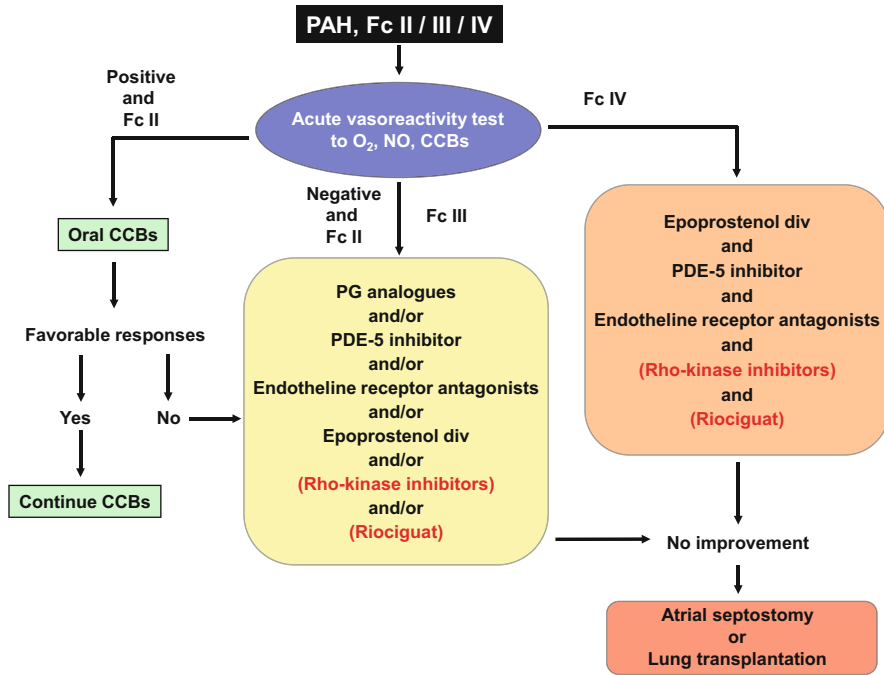 PAH, Fc II / III / IV
Positive
and
Fc II
Acute vasoreactivity test
to O₂, NO, CCBs
Fc IV
Negative
and
Fc II
Fc III
Oral CCBs
Favorable responses
Yes
No
Continue CCBs
PG analogues
and/or
PDE-5 inhibitor
and/or
Endotheline receptor antagonists
and/or
Epoprostenol div
and/or
(Rho-kinase inhibitors)
and/or
(Riociguat)
Epoprostenol div
and
PDE-5 inhibitor
and
Endotheline receptor antagonists
and
(Rho-kinase inhibitors)
and
(Riociguat)
No improvement
Atrial septostomy
or
Lung transplantation